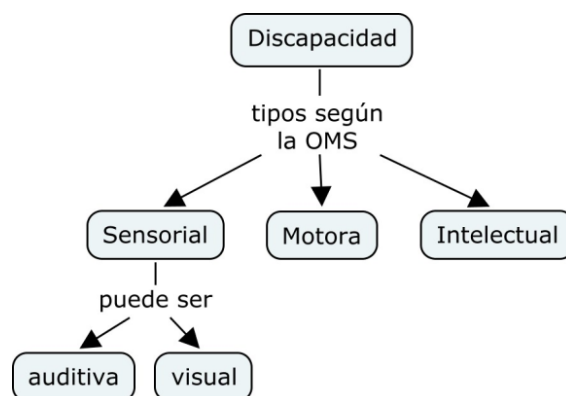 Discapacidad
tipos según
la OMS
Sensorial
Motora
Intelectual
puede ser
auditiva
visual